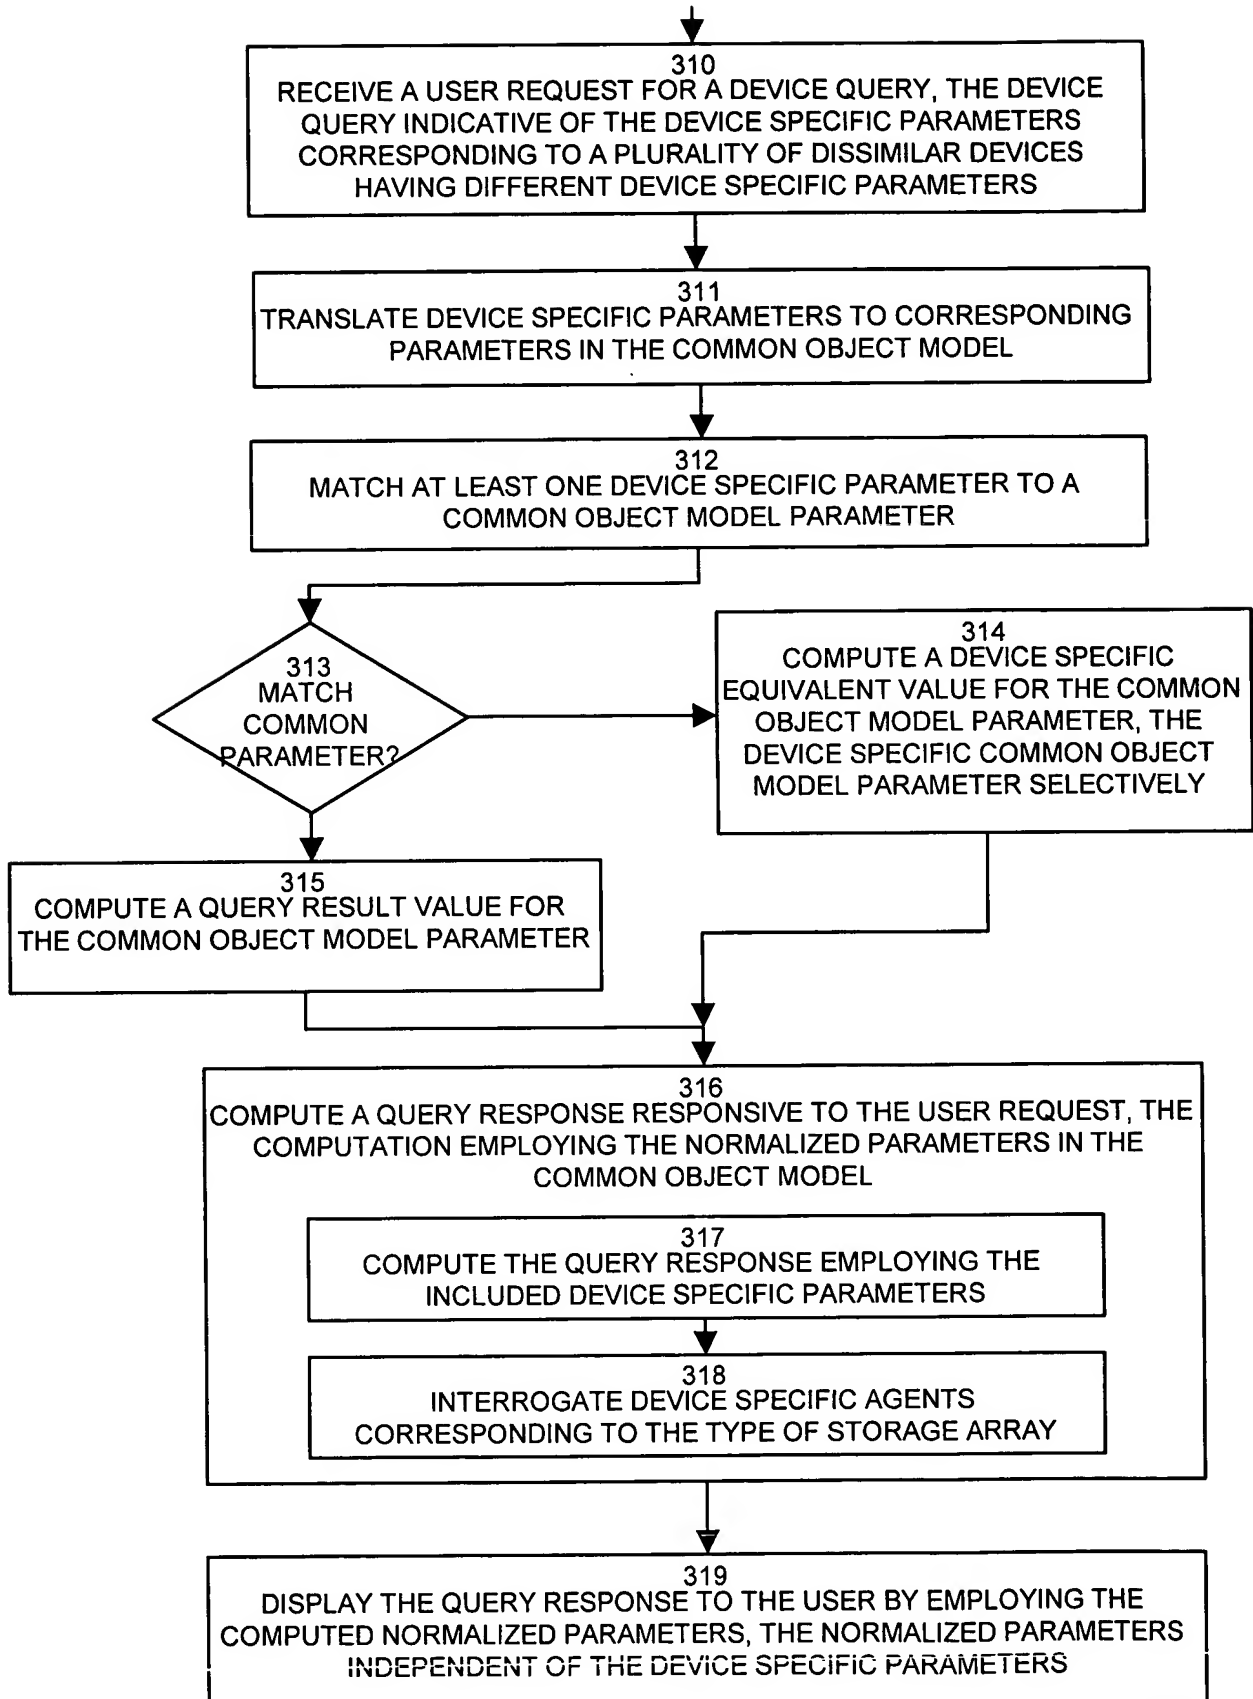 310
RECEIVE A USER REQUEST FOR A DEVICE QUERY, THE DEVICE
QUERY INDICATIVE OF THE DEVICE SPECIFIC PARAMETERS
CORRESPONDING TO A PLURALITY OF DISSIMILAR DEVICES
HAVING DIFFERENT DEVICE SPECIFIC PARAMETERS
311
TRANSLATE DEVICE SPECIFIC PARAMETERS TO CORRESPONDING
PARAMETERS IN THE COMMON OBJECT MODEL
312
MATCH AT LEAST ONE DEVICE SPECIFIC PARAMETER TO A
COMMON OBJECT MODEL PARAMETER
313
MATCH
COMMON
PARAMETER?
314
COMPUTE A DEVICE SPECIFIC
EQUIVALENT VALUE FOR THE COMMON
OBJECT MODEL PARAMETER, THE
DEVICE SPECIFIC COMMON OBJECT
MODEL PARAMETER SELECTIVELY
315
COMPUTE A QUERY RESULT VALUE FOR
THE COMMON OBJECT MODEL PARAMETER
316
COMPUTE A QUERY RESPONSE RESPONSIVE TO THE USER REQUEST, THE
COMPUTATION EMPLOYING THE NORMALIZED PARAMETERS IN THE
COMMON OBJECT MODEL
317
COMPUTE THE QUERY RESPONSE EMPLOYING THE
INCLUDED DEVICE SPECIFIC PARAMETERS
318
INTERROGATE DEVICE SPECIFIC AGENTS
CORRESPONDING TO THE TYPE OF STORAGE ARRAY
319
DISPLAY THE QUERY RESPONSE TO THE USER BY EMPLOYING THE
COMPUTED NORMALIZED PARAMETERS, THE NORMALIZED PARAMETERS
INDEPENDENT OF THE DEVICE SPECIFIC PARAMETERS